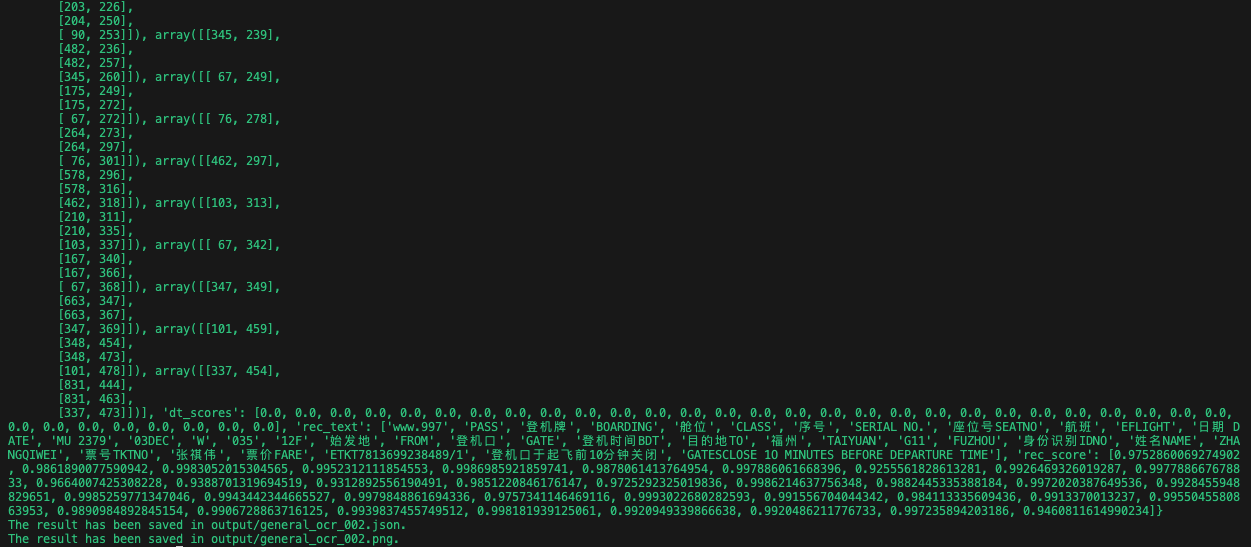 [203, 226],
[204, 250],
[ 90, 253]]), array([[345, 239],
[482, 236],
[482, 257],
[345, 260]]), array([[ 67, 249],
[175, 249],
[175, 272],
[ 67, 272]]), array([[ 76, 278],
[264, 273],
[264, 297],
[ 76, 301]]), array([[462, 297],
[578, 296],
[578, 316],
[462, 318]]), array([[103, 313],
[210, 311],
[210, 335],
[103, 337]]), array([[ 67, 342],
[167, 340],
[167, 366],
[ 67, 368]]), array([[347, 349],
[663, 347],
[663, 367],
[347, 369]]), array([[101, 459],
[348, 454],
[348, 473],
[101, 478]]), array([[337, 454],
[831, 444],
[831, 463],
[337, 473]])], 'dt_scores': [0.0, 0.0, 0.0, 0.0, 0.0, 0.0, 0.0, 0.0, 0.0, 0.0, 0.0, 0.0, 0.0, 0.0, 0.0, 0.0, 0.0, 0.0, 0.0, 0.0, 0.0, 0.0, 0.0, 0.0, 0.0, 0.0, 0.0, 0.0,
0.0, 0.0, 0.0, 0.0, 0.0, 0.0, 0.0, 0.0], 'rec_text': ['www.997', 'PASS', '登机牌', 'BOARDING', '舱位', 'CLASS', '序号', 'SERIAL NO.', '座位号SEATNO', '航班', 'EFLIGHT', '日期 D
ATE', 'MU 2379', '03DEC', 'W', '035', '12F', '始发地', 'FROM', '登机口', 'GATE', '登机时间BDT', '目的地TO', '福州', 'TAIYUAN', 'G11', 'FUZHOU', '身份识别IDNO', '姓名NAME', 'ZHA
NGQIWEI', '票号TKTNO', '张祺伟', '票价FARE', 'ETKT7813699238489/1', '登机口于起飞前10分钟关闭', 'GATESCLOSE 1O MINUTES BEFORE DEPARTURE TIME'], 'rec_score': [0.9752860069274902
, 0.9861890077590942, 0.9983052015304565, 0.9952312111854553, 0.9986985921859741, 0.9878061413764954, 0.997886061668396, 0.9255561828613281, 0.9926469326019287, 0.9977886676788
33, 0.9664007425308228, 0.9388701319694519, 0.9312892556190491, 0.9851220846176147, 0.9725292325019836, 0.9986214637756348, 0.9882445335388184, 0.9972020387649536, 0.9928455948
829651, 0.9985259771347046, 0.9943442344665527, 0.9979848861694336, 0.9757341146469116, 0.9993022680282593, 0.991556704044342, 0.984113335609436, 0.9913370013237, 0.99550455808
63953, 0.9890984892845154, 0.9906728863716125, 0.9939837455749512, 0.998181939125061, 0.9920949339866638, 0.9920486211776733, 0.997235894203186, 0.9460811614990234]}
The result has been saved in output/general_ocr_002.json.
The result has been saved in output/general_ocr_002.png.